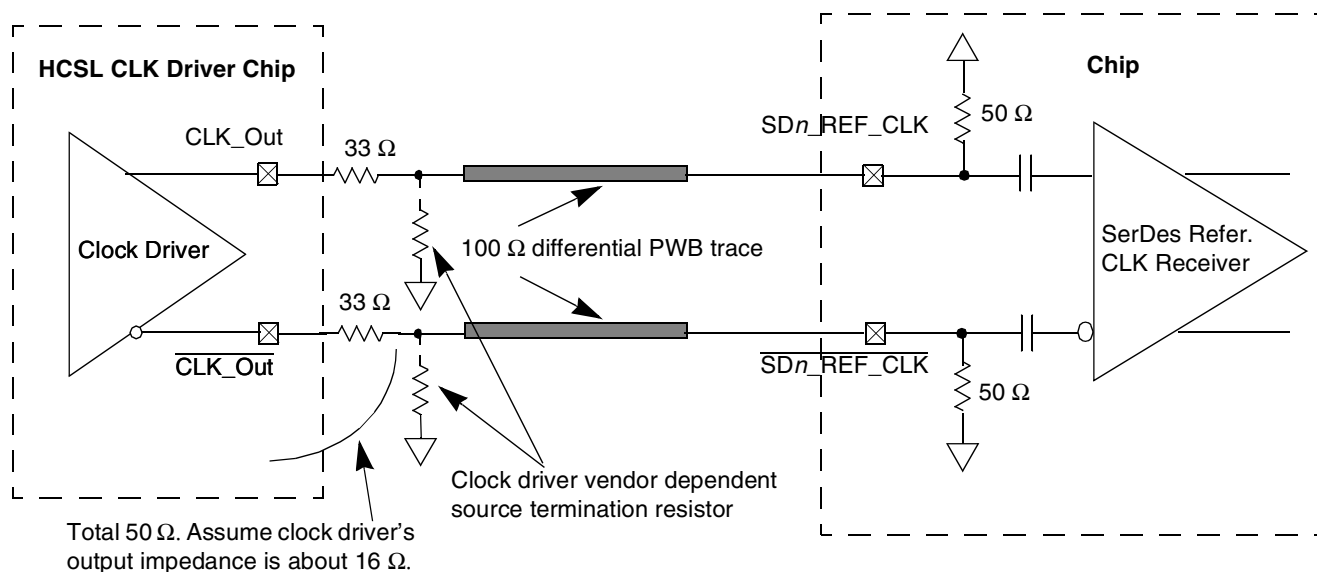 HCSL CLK Driver Chip
Chip
CLK_Out
33 Ω
SDn_REF_CLK
50 Ω
Clock Driver
100 Ω differential PWB trace
SerDes Refer.
CLK Receiver
33 Ω
CLK_Out
SDn_REF_CLK
50 Ω
Clock driver vendor dependent
source termination resistor
Total 50 Ω. Assume clock driver's
output impedance is about 16 Ω.